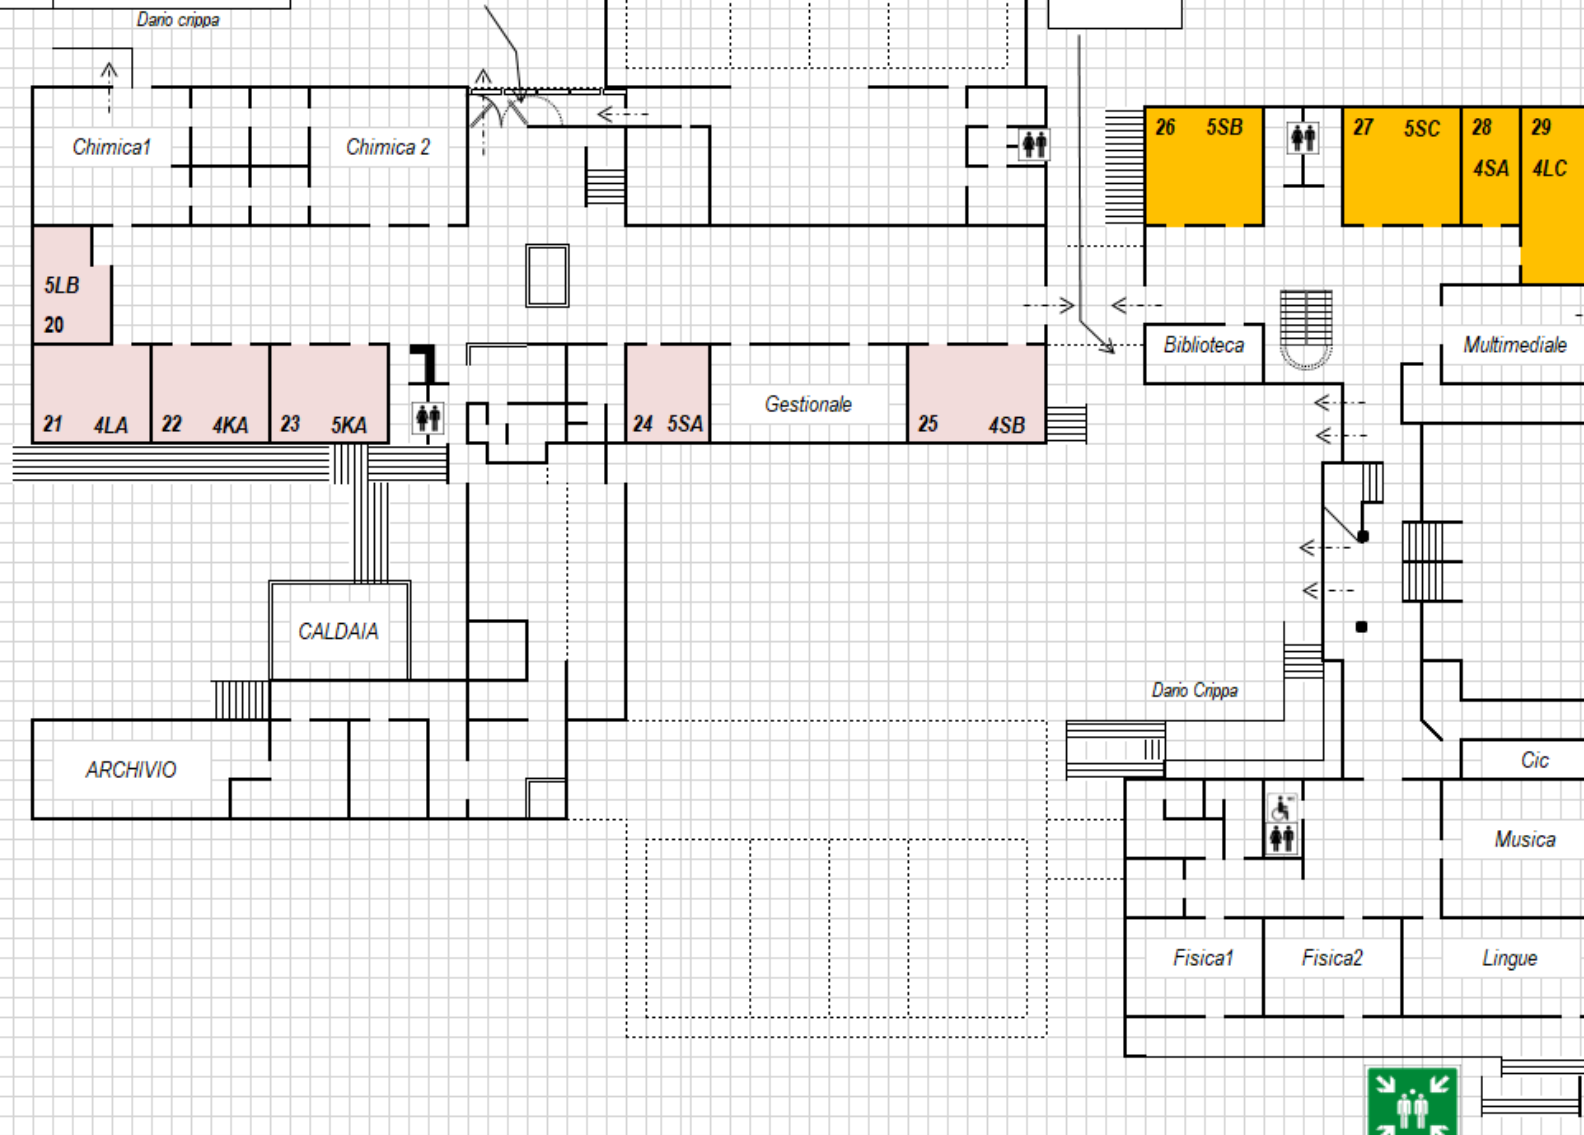 Dario crippa
Chimica1
Chimica 2
26 5SB
27 5SC
28
4SA
29
4LC
5LB
20
Biblioteca
Multimediale
21 4LA
22 4KA
23 5KA
24 5SA
Gestionale
25 4SB
CALDAIA
Dario Crippa
ARCHIVIO
Cic
Musica
Fisica1
Fisica2
Lingue